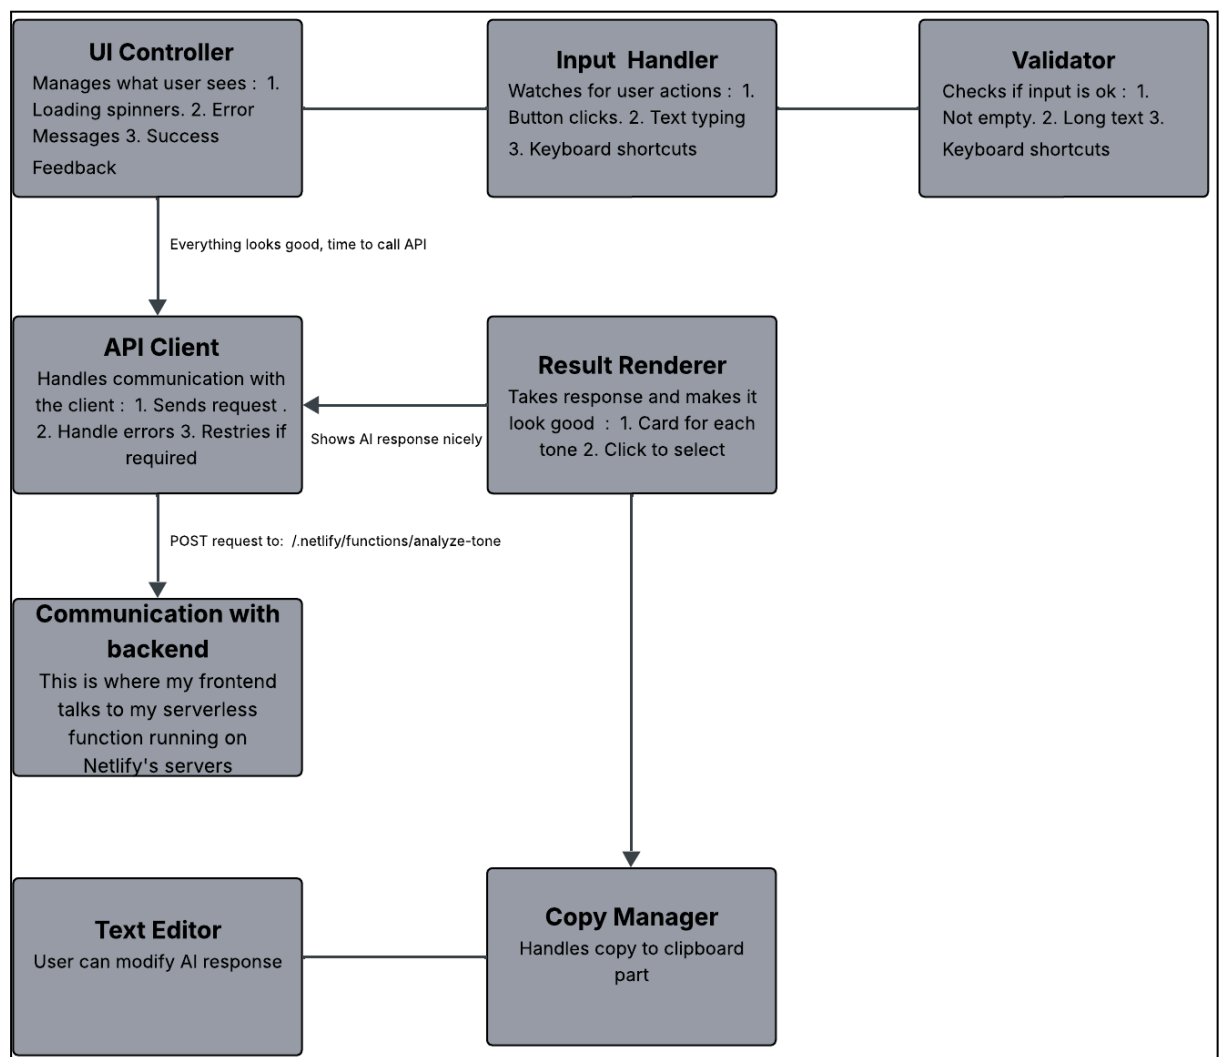 UI Controller
Manages what user sees :  1.
Loading spinners. 2. Error
Messages 3. Success
Feedback
Input  Handler
Watches for user actions :  1.
Button clicks. 2. Text typing
3. Keyboard shortcuts
Validator
Checks if input is ok :  1.
Not empty. 2. Long text 3.
Keyboard shortcuts
Everything looks good, time to call API
API Client
Handles communication with
the client :  1. Sends request .
2. Handle errors 3. Restries if
required
Shows AI response nicely
Result Renderer
Takes response and makes it
look good  :  1. Card for each
tone 2. Click to select
POST request to:  /.netlify/functions/analyze-tone
Communication with
backend
This is where my frontend
talks to my serverless
function running on
Netlify's servers
Text Editor
User can modify AI response
Copy Manager
Handles copy to clipboard
part